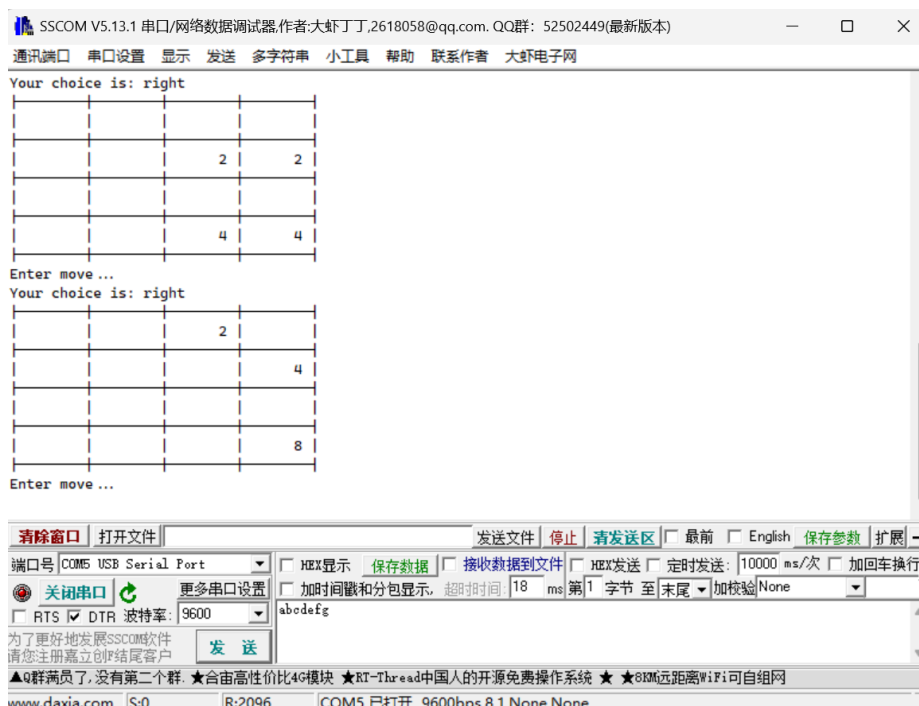 SSCOM V5.13.1 串口/网络数据调试器,作者:大虾丁丁,2618058@qq.com. QQ群: 52502449(最新版本)
通讯端口 串口设置 显示 发送 多字符串 小工具 帮助 联系作者 大虾电子网
Your choice is: right
2 2
4 4
Enter move...
Your choice is: right
2
4
8
Enter move...
清除窗口 打开文件 发送文件 停止 清发送区 最前 English 保存参数 扩展 -
端口号 COM5 USB Serial Port HEX显示 保存数据 接收数据到文件 HEX发送 定时发送: 10000 ms/次 加回车换行
关闭串口 更多串口设置 加时间戳和分包显示, 超时时间: 18 ms 第1 字节 至 末尾 加校验 None
RTS DTR 波特率: 9600 abcdefg
为了更好地发展SSCOM软件
请您注册嘉立创F结尾客户
发 送
▲Q群满员了,没有第二个群. ★合宙高性价比4G模块 ★RT-Thread中国人的开源免费操作系统 ★ ★8KM远距离WiFi可自组网
www.daxia.com S:0 R:2096 COM5 已打开 9600bps,8,1,None,None